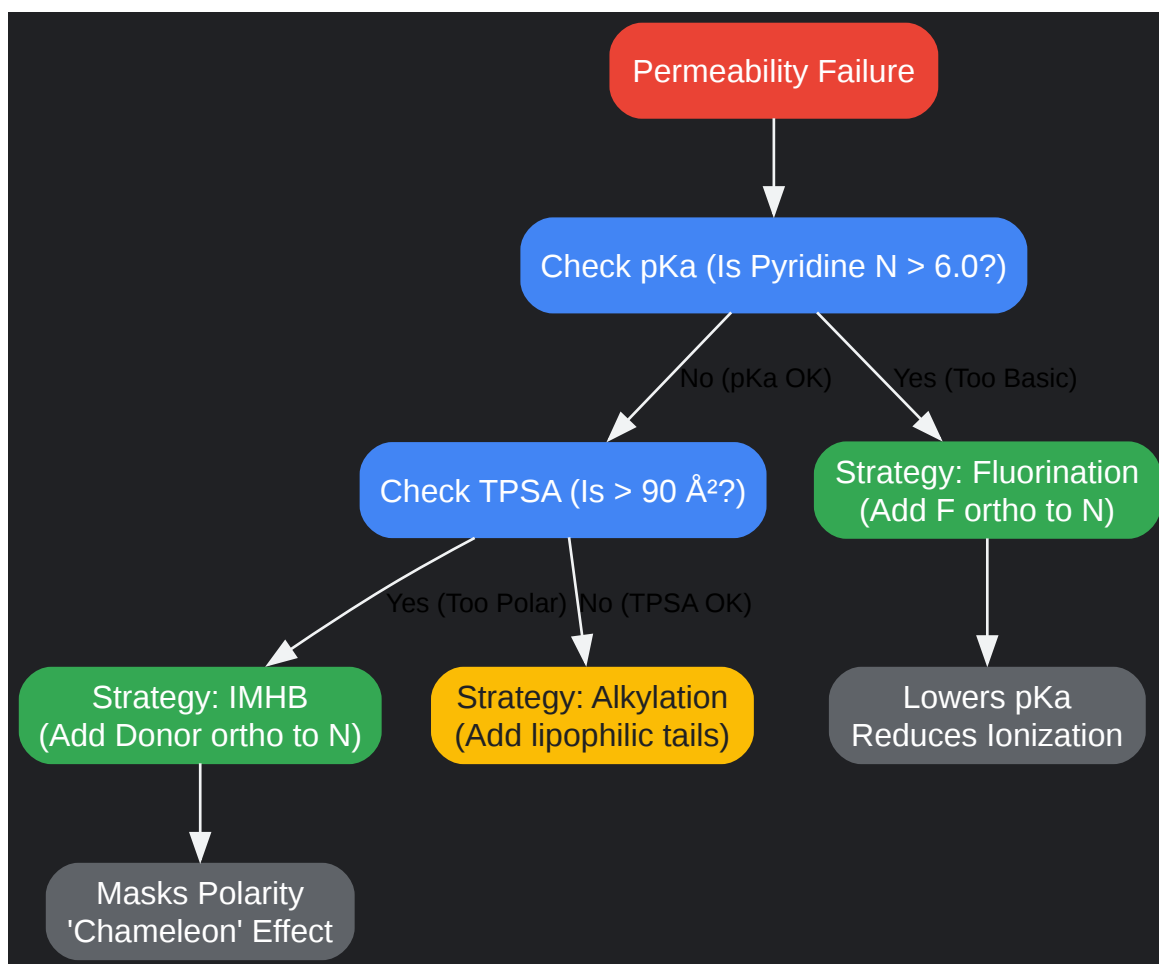 Permeability Failure
Check pKa (Is Pyridine N > 6.0?)
No (pKa OK)
Yes (Too Basic)
Check TPSA (Is > 90 Å²?)
Strategy: Fluorination
(Add F ortho to N)
Yes (Too Polar)
No (TPSA OK)
Strategy: IMHB
(Add Donor ortho to N)
Strategy: Alkylation
(Add lipophilic tails)
Lowers pKa
Reduces Ionization
Masks Polarity
'Chameleon' Effect